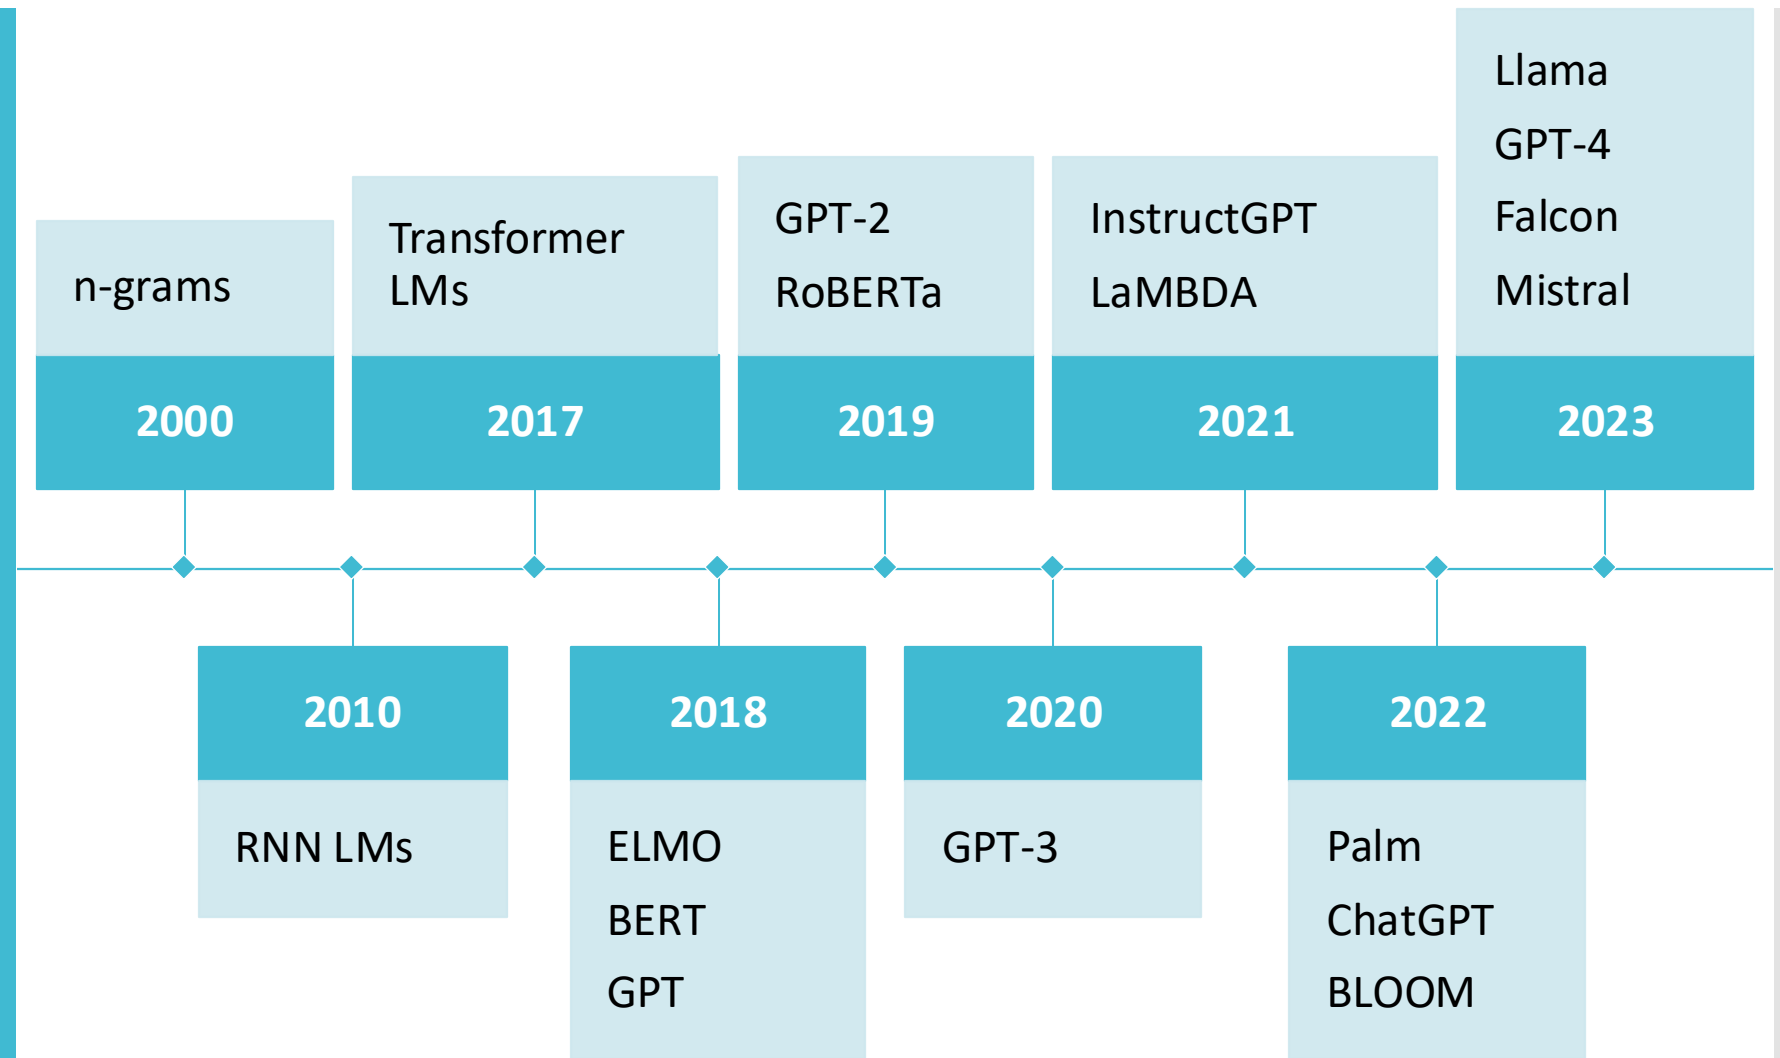 n-grams
2000
RNN LMs
2010
Transformer
LMs
2017
2018
ELMO
BERT
GPT
GPT-2
RoBERTa
2019
2020
GPT-3
InstructGPT
LaMBDA
2021
2022
Palm
ChatGPT
BLOOM
Llama
GPT-4
Falcon
Mistral
2023